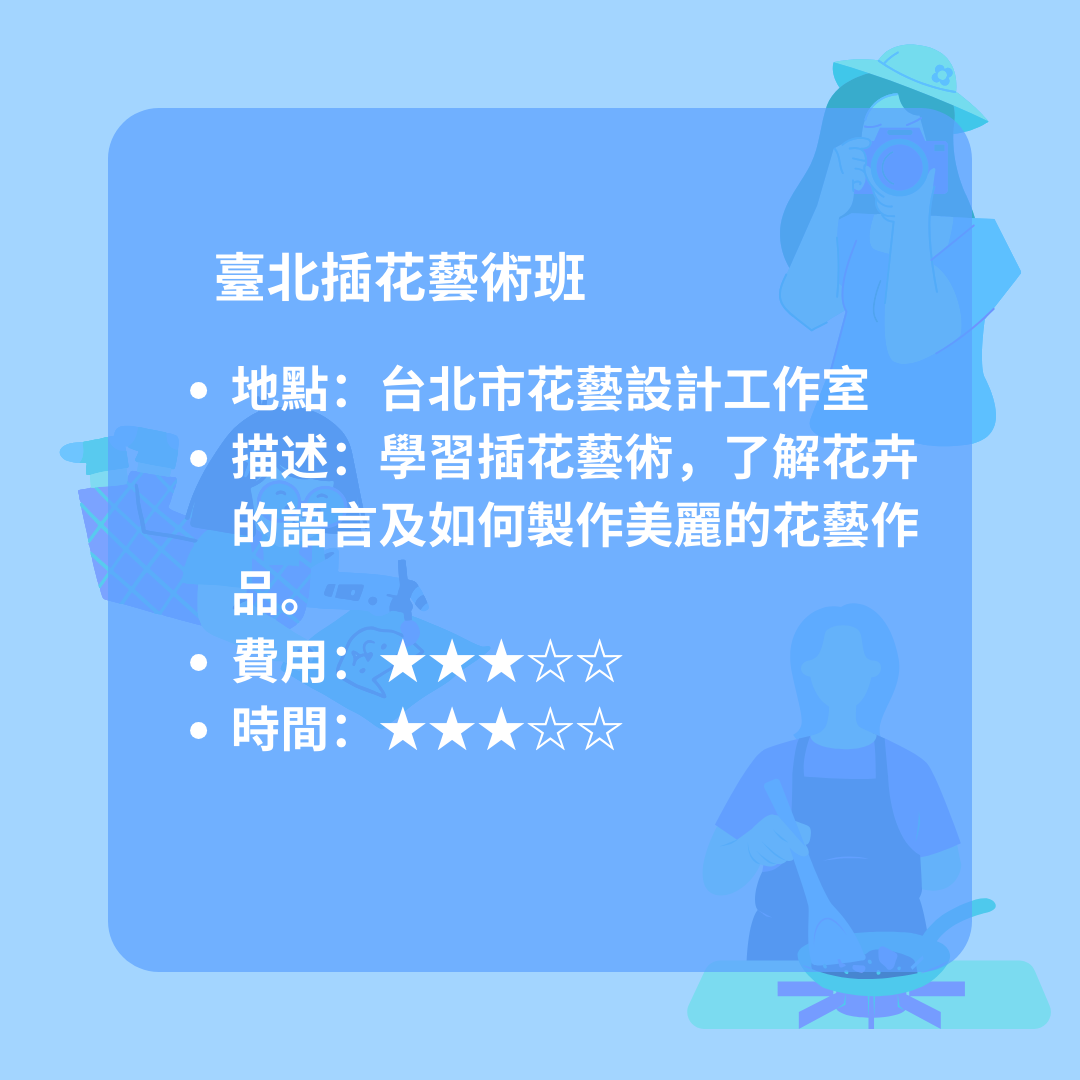 臺北插花藝術班
• 地點：台北市花藝設計工作室
• 描述：學習插花藝術，了解花卉
的語言及如何製作美麗的花藝作
品。
• 費用：★★★☆☆
• 時間：★★★☆☆